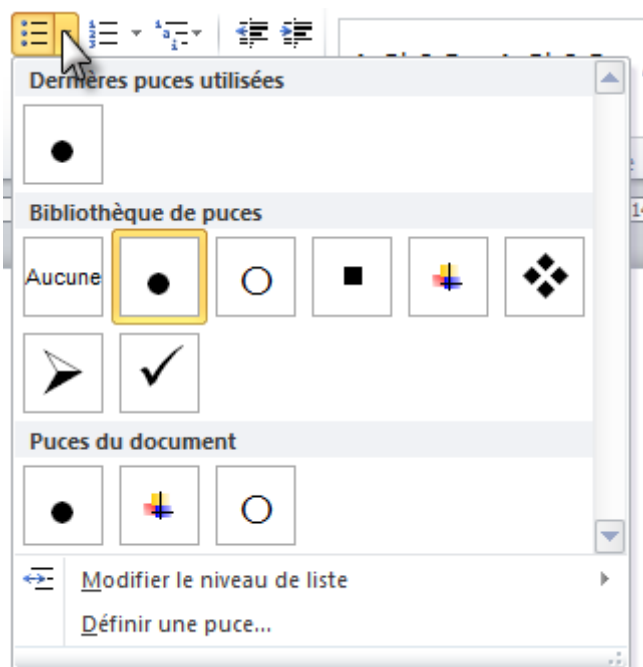 Dernières puces utilisées
Bibliothèque de puces
Aucune
Puces du document
Modifier le niveau de liste
Définir une puce...